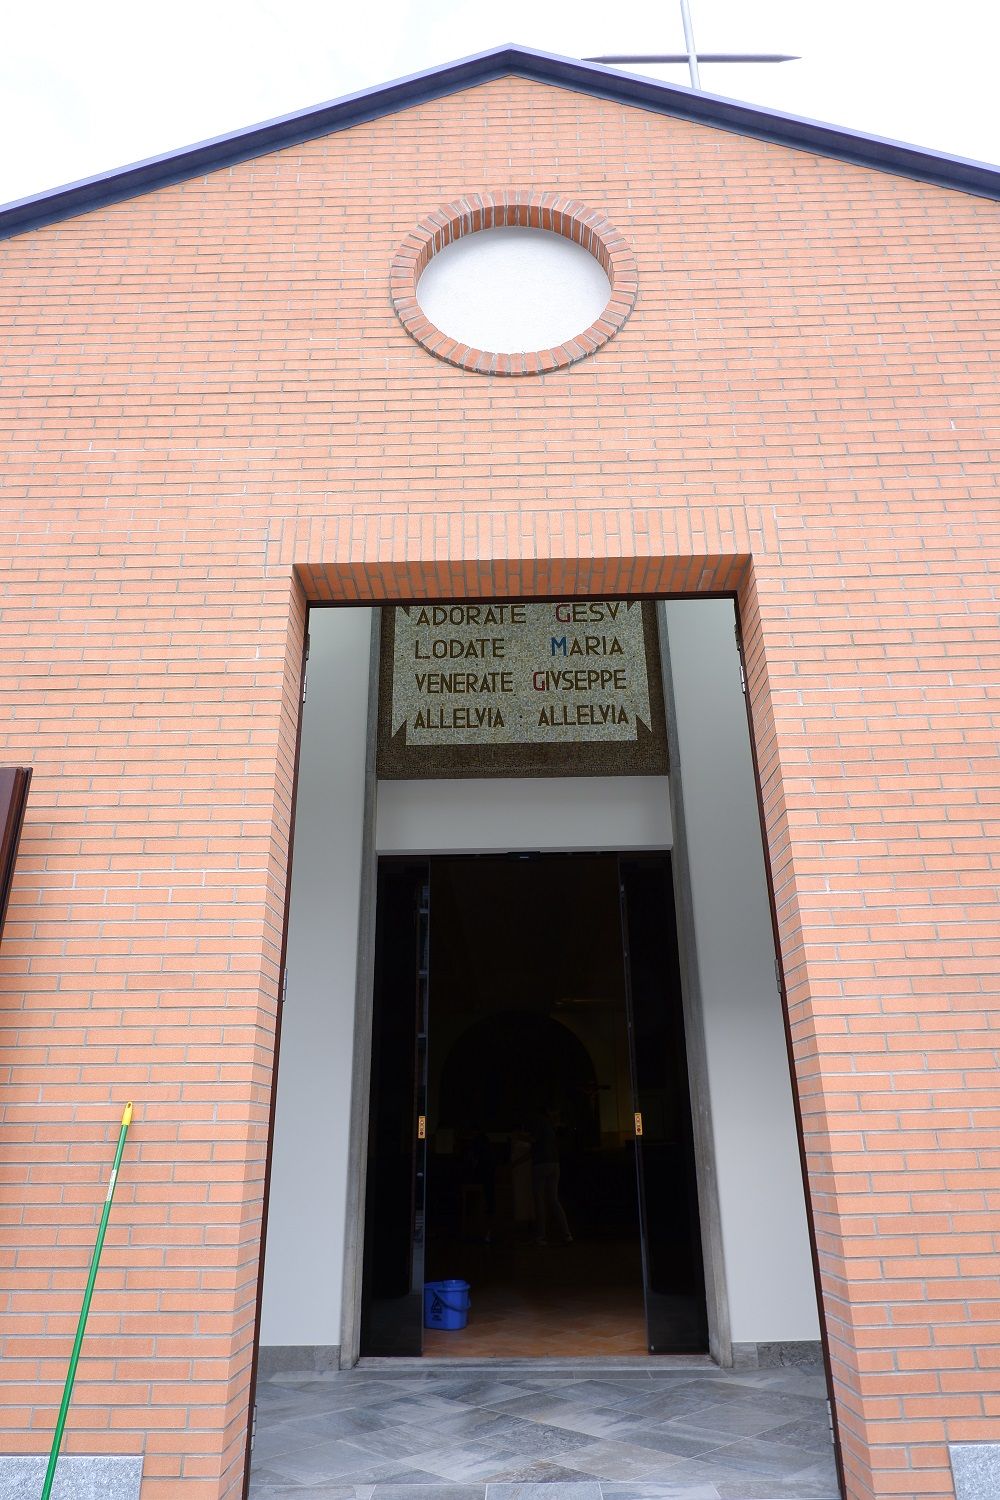 ADORATE GESV
LODATE MARIA
VENERATE GIVSEPPE
ALLELVIA · ALLELVIA